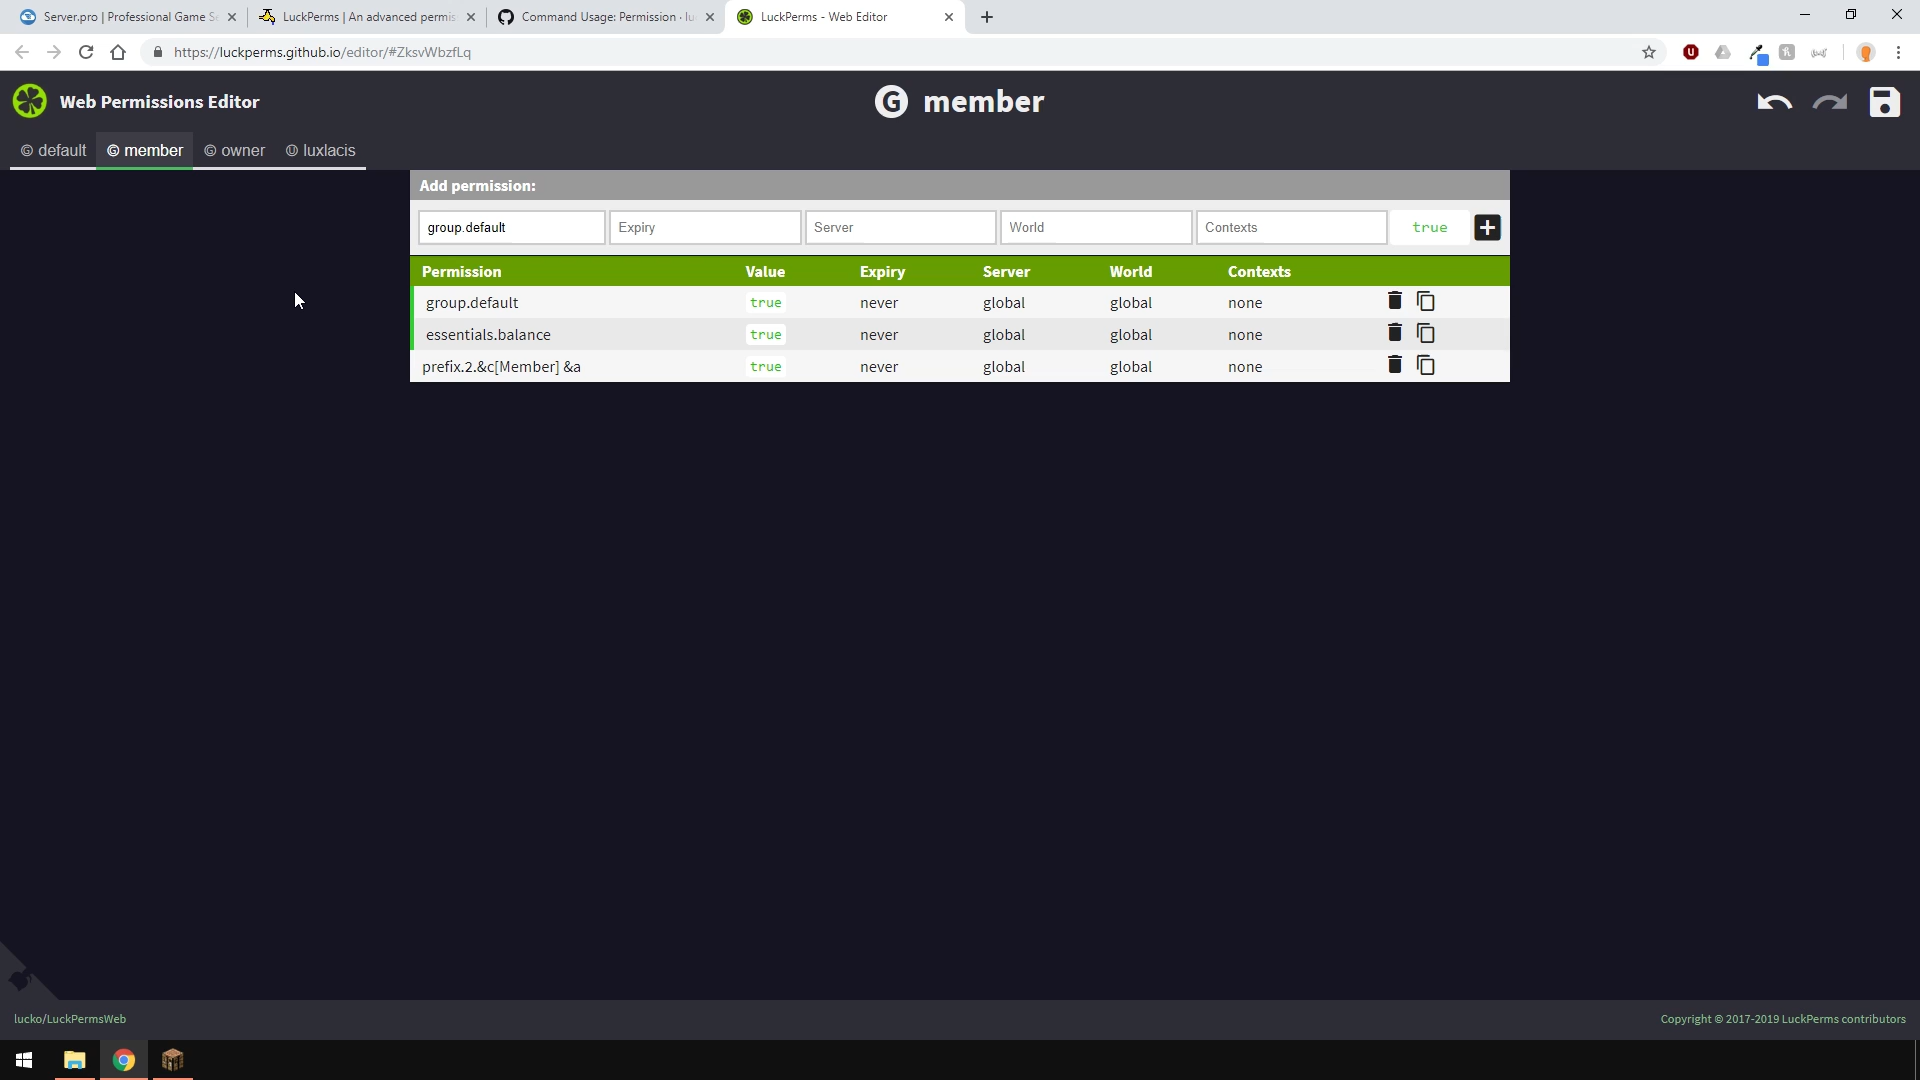 Server.pro | Professional Game S
LuckPerms | An advanced permis
Command Usage: Permission · lu
LuckPerms - Web Editor
https://luckperms.github.io/editor/#ZksvWbzfLq
Web Permissions Editor
G member
G default
G member
G owner
U luxlacis
Add permission:
group.default
Expiry
Server
World
Contexts
true
Permission Value Expiry Server World Contexts
group.default true never global global none
essentials.balance true never global global none
prefix.2.&c[Member] &a true never global global none
lucko/LuckPermsWeb
Copyright © 2017-2019 LuckPerms contributors